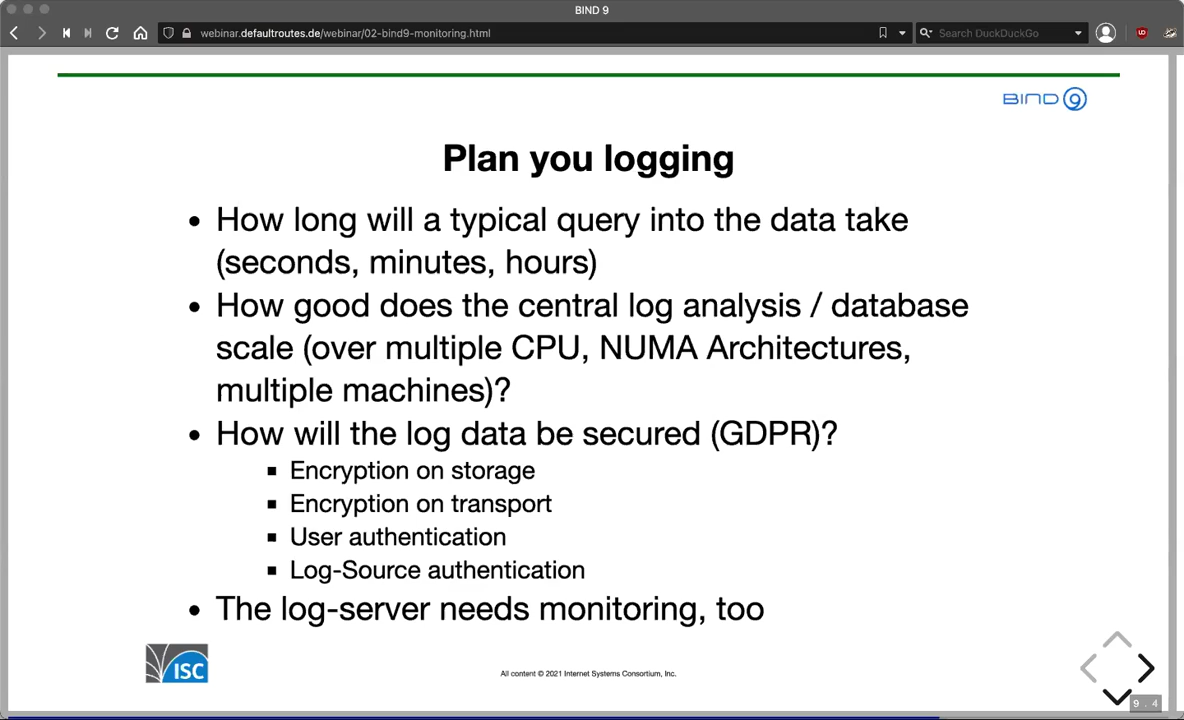 BIND 9
webinar.defaultroutes.de/webinar/02-bind9-monitoring.html
Search DuckDuckGo
BIND 9
Plan you logging
• How long will a typical query into the data take
(seconds, minutes, hours)
• How good does the central log analysis / database
scale (over multiple CPU, NUMA Architectures,
multiple machines)?
• How will the log data be secured (GDPR)?
▪ Encryption on storage
▪ Encryption on transport
▪ User authentication
▪ Log-Source authentication
• The log-server needs monitoring, too
ISC
All content © 2021 Internet Systems Consortium, Inc.
9 . 4